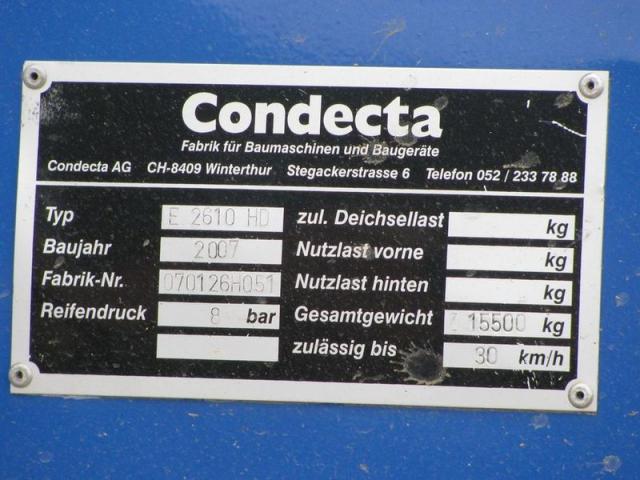 Condecta
Fabrik für Baumaschinen und Baugeräte
Condecta AG CH-8409 Winterthur Stegackerstrasse 6 Telefon 052 / 233 78 88
Typ E 2610 HD zul. Deichsellast kg
Baujahr 2007 Nutzlast vorne kg
Fabrik-Nr. 070126H051 Nutzlast hinten kg
Reifendruck 8 bar Gesamtgewicht 15500 kg
zulässig bis 30 km/h